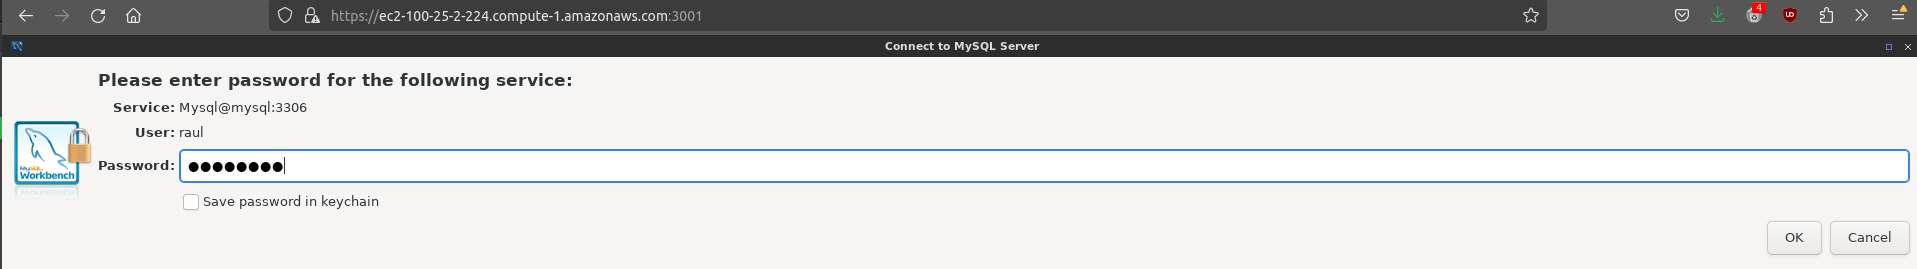 https://ec2-100-25-2-224.compute-1.amazonaws.com:3001
4
Connect to MySQL Server
Please enter password for the following service:
Service: Mysql@mysql:3306
User: raul
Password: ●●●●●●●●
MySQL
Workbench
Save password in keychain
OK Cancel